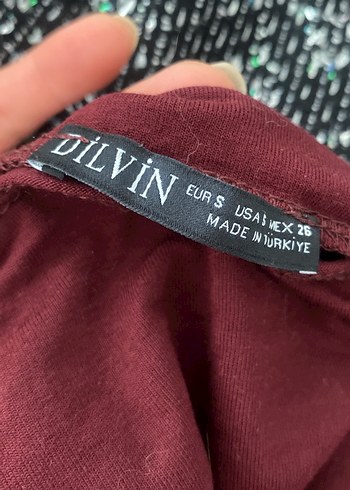 DİLVİN
EUR S USA S MEX 26
MADE IN TÜRKİYE